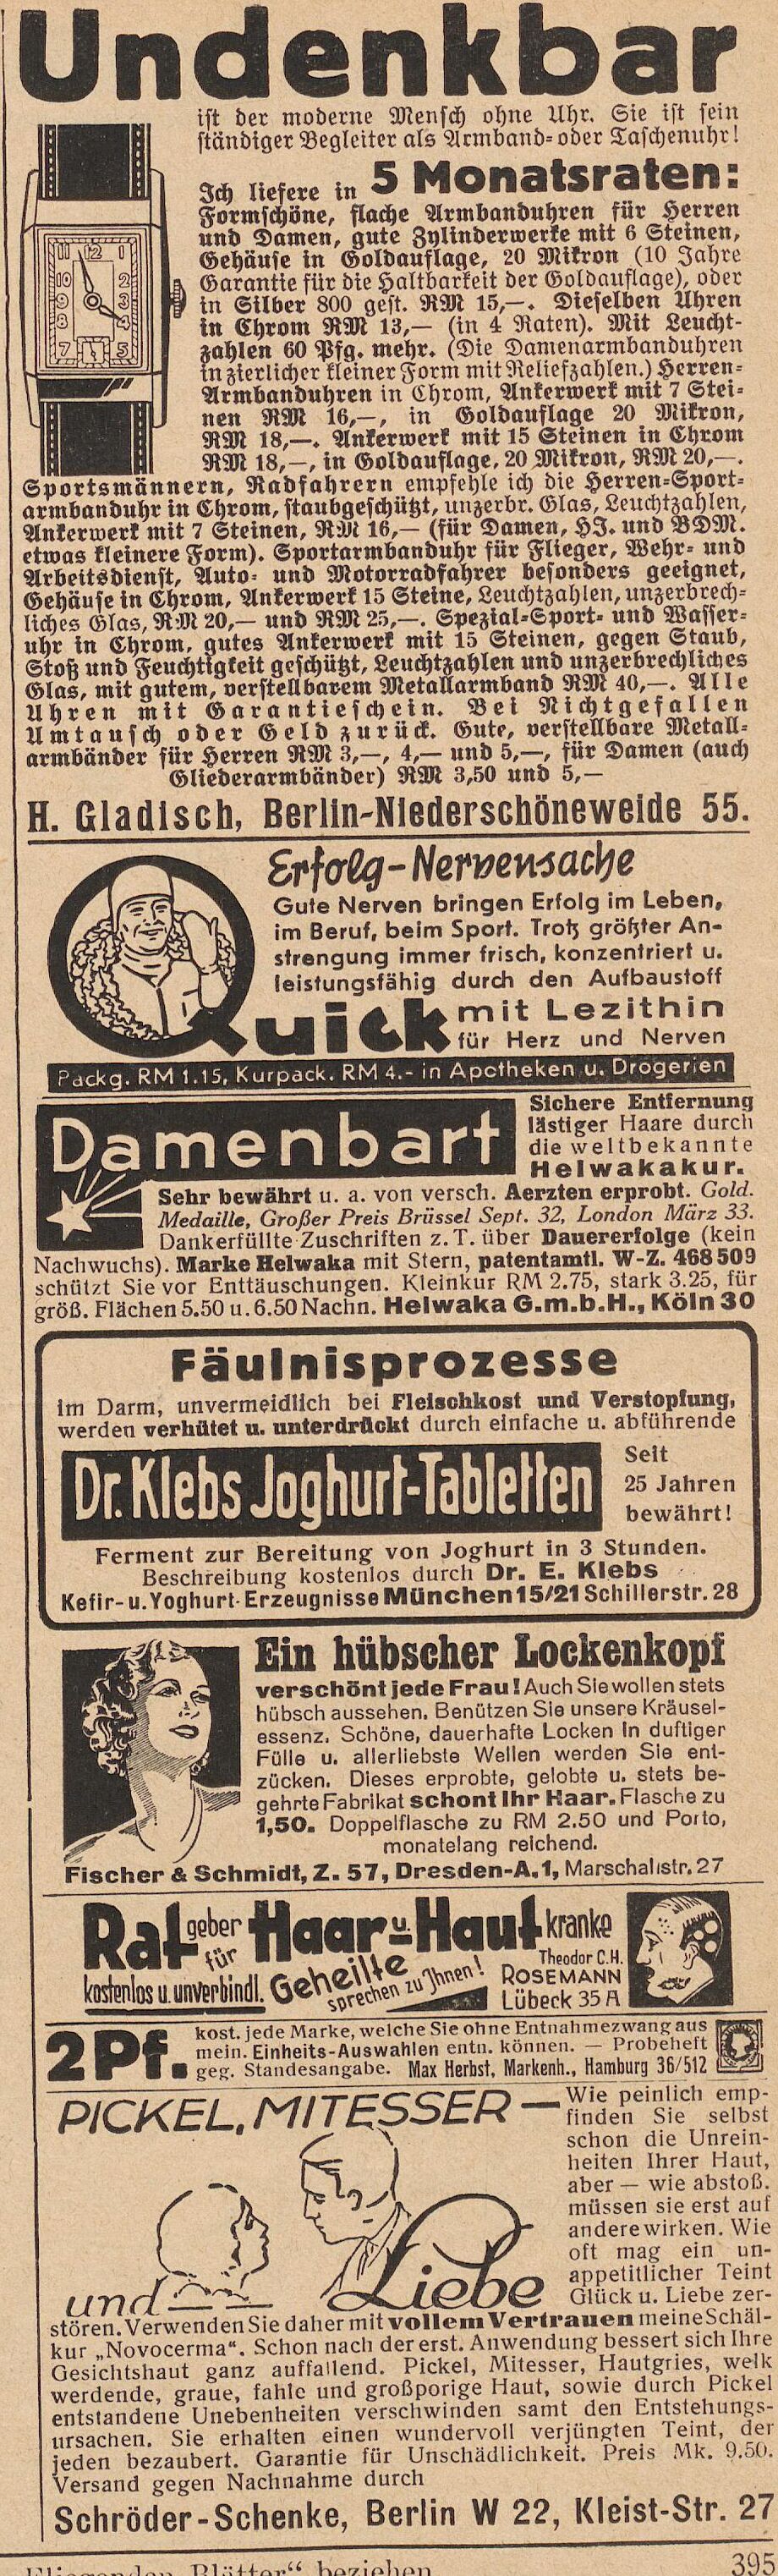 Undenkbar
ist der moderne Mensch ohne Uhr. Sie ist sein
ständiger Begleiter als Armband- oder Taschenuhr!
Ich liefere in 5 Monatsraten:
Formschöne, flache Armbanduhren für Herren
und Damen, gute Zylinderwerke mit 6 Steinen,
Gehäuse in Goldauflage, 20 Mikron (10 Jahre
Garantie für die Haltbarkeit der Goldauflage), oder
in Silber 800 gest. RM 15,—. Dieselben Uhren
in Chrom RM 13,— (in 4 Raten). Mit Leucht-
zahlen 60 Pfg. mehr. (Die Damenarmbanduhren
in zierlicher kleiner Form mit Reliefzahlen.) Herren-
Armbanduhren in Chrom, Ankerwerk mit 7 Stei-
nen RM 16,—, in Goldauflage 20 Mikron,
RM 18,—. Ankerwerk mit 15 Steinen in Chrom
RM 18,—, in Goldauflage, 20 Mikron, RM 20,—.
Sportsmännern, Radfahrern empfehle ich die Herren-Sport-
armbanduhr in Chrom, staubgeschützt, unzerbr. Glas, Leuchtzahlen,
Ankerwerk mit 7 Steinen, RM 16,— (für Damen, HJ. und BDM.
etwas kleinere Form). Sportarmbanduhr für Flieger, Wehr- und
Arbeitsdienst, Auto- und Motorradfahrer besonders geeignet,
Gehäuse in Chrom, Ankerwerk 15 Steine, Leuchtzahlen, unzerbrech-
liches Glas, RM 20,— und RM 25,—. Spezial-Sport- und Wasser-
uhr in Chrom, gutes Ankerwerk mit 15 Steinen, gegen Staub,
Stoß und Feuchtigkeit geschützt, Leuchtzahlen und unzerbrechliches
Glas, mit gutem, verstellbarem Metallarmband RM 40,—. Alle
Uhren mit Garantieschein. Bei Nichtgefallen
Umtausch oder Geld zurück. Gute, verstellbare Metall-
armbänder für Herren RM 3,—, 4,— und 5,—, für Damen (auch
Gliederarmbänder) RM 3,50 und 5,—
H. Gladisch, Berlin-Niederschöneweide 55.
Erfolg-Nervensache
Gute Nerven bringen Erfolg im Leben,
im Beruf, beim Sport. Trotz größter An-
strengung immer frisch, konzentriert u.
leistungsfähig durch den Aufbaustoff
Quick mit Lezithin
für Herz und Nerven
Packg. RM 1.15, Kurpack. RM 4.- in Apotheken u. Drogerien
Damenbart
Sichere Entfernung
lästiger Haare durch
die weltbekannte
Helwakakur.
Sehr bewährt u. a. von versch. Aerzten erprobt. Gold.
Medaille, Großer Preis Brüssel Sept. 32, London März 33.
Dankerfüllte Zuschriften z. T. über Dauererfolge (kein
Nachwuchs). Marke Helwaka mit Stern, patentamtl. W-Z. 468509
schützt Sie vor Enttäuschungen. Kleinkur RM 2.75, stark 3.25, für
größ. Flächen 5.50 u. 6.50 Nachn. Helwaka G.m.b.H., Köln 30
Fäulnisprozesse
im Darm, unvermeidlich bei Fleischkost und Verstopfung,
werden verhütet u. unterdrückt durch einfache u. abführende
Dr. Klebs Joghurt-Tabletten
Seit
25 Jahren
bewährt!
Ferment zur Bereitung von Joghurt in 3 Stunden.
Beschreibung kostenlos durch Dr. E. Klebs
Kefir- u. Yoghurt-Erzeugnisse München 15/21 Schillerstr. 28
Ein hübscher Lockenkopf
verschönt jede Frau! Auch Sie wollen stets
hübsch aussehen. Benützen Sie unsere Kräusel-
essenz. Schöne, dauerhafte Locken in duftiger
Fülle u. allerliebste Wellen werden Sie ent-
zücken. Dieses erprobte, gelobte u. stets be-
gehrte Fabrikat schont Ihr Haar. Flasche zu
1,50. Doppelflasche zu RM 2.50 und Porto,
monatelang reichend.
Fischer & Schmidt, Z. 57, Dresden-A.1, Marschallstr. 27
Ratgeber für Haar- u. Hautkranke
kostenlos u. unverbindl. Geheilte sprechen zu Ihnen!
Theodor C.H.
ROSEMANN
Lübeck 35 A
2 Pf. kost. jede Marke, welche Sie ohne Entnahmezwang aus
mein. Einheits-Auswahlen entn. können. — Probeheft
geg. Standesangabe. Max Herbst, Markenh., Hamburg 36/512
PICKEL, MITESSER —
und Liebe
Wie peinlich emp-
finden Sie selbst
schon die Unrein-
heiten Ihrer Haut,
aber — wie abstoß.
müssen sie erst auf
andere wirken. Wie
oft mag ein un-
appetitlicher Teint
Glück u. Liebe zer-
stören. Verwenden Sie daher mit vollem Vertrauen meine Schäl-
kur „Novocerma“. Schon nach der erst. Anwendung bessert sich Ihre
Gesichtshaut ganz auffallend. Pickel, Mitesser, Hautgries, welk
werdende, graue, fahle und großporige Haut, sowie durch Pickel
entstandene Unebenheiten verschwinden samt den Entstehungs-
ursachen. Sie erhalten einen wundervoll verjüngten Teint, der
jeden bezaubert. Garantie für Unschädlichkeit. Preis Mk. 9.50.
Versand gegen Nachnahme durch
Schröder-Schenke, Berlin W 22, Kleist-Str. 27
Fliegenden Blätter“ beziehen
395